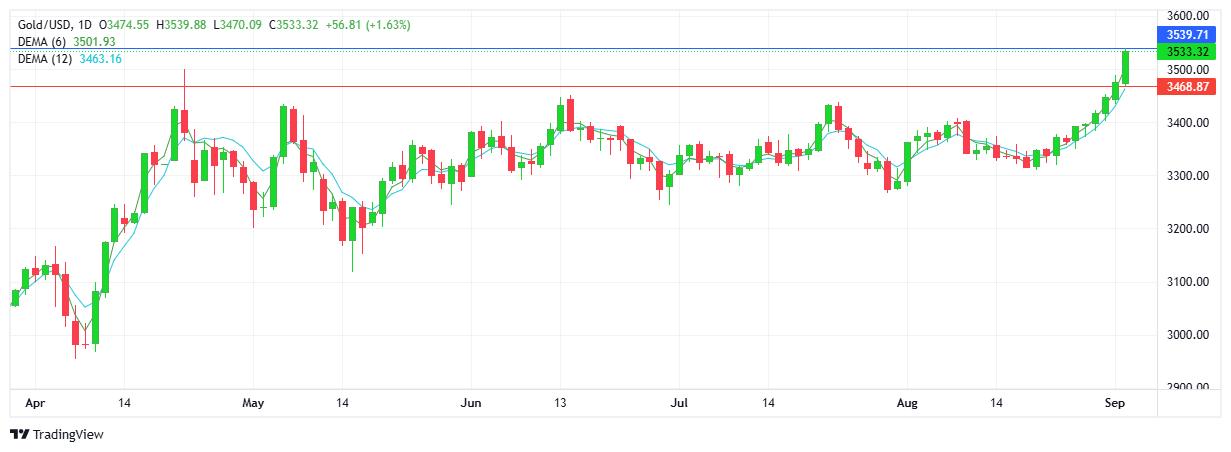 Gold/USD, 1D O3474.55 H3539.88 L3470.09 C3533.32 +56.81 (+1.63%)
DEMA (6) 3501.93
DEMA (12) 3463.16
3600.00
3539.71
3533.32
3500.00
3468.87
3400.00
3300.00
3200.00
3100.00
3000.00
2900.00
Apr 14 May 14 Jun 13 Jul 14 Aug 14 Sep
TradingView